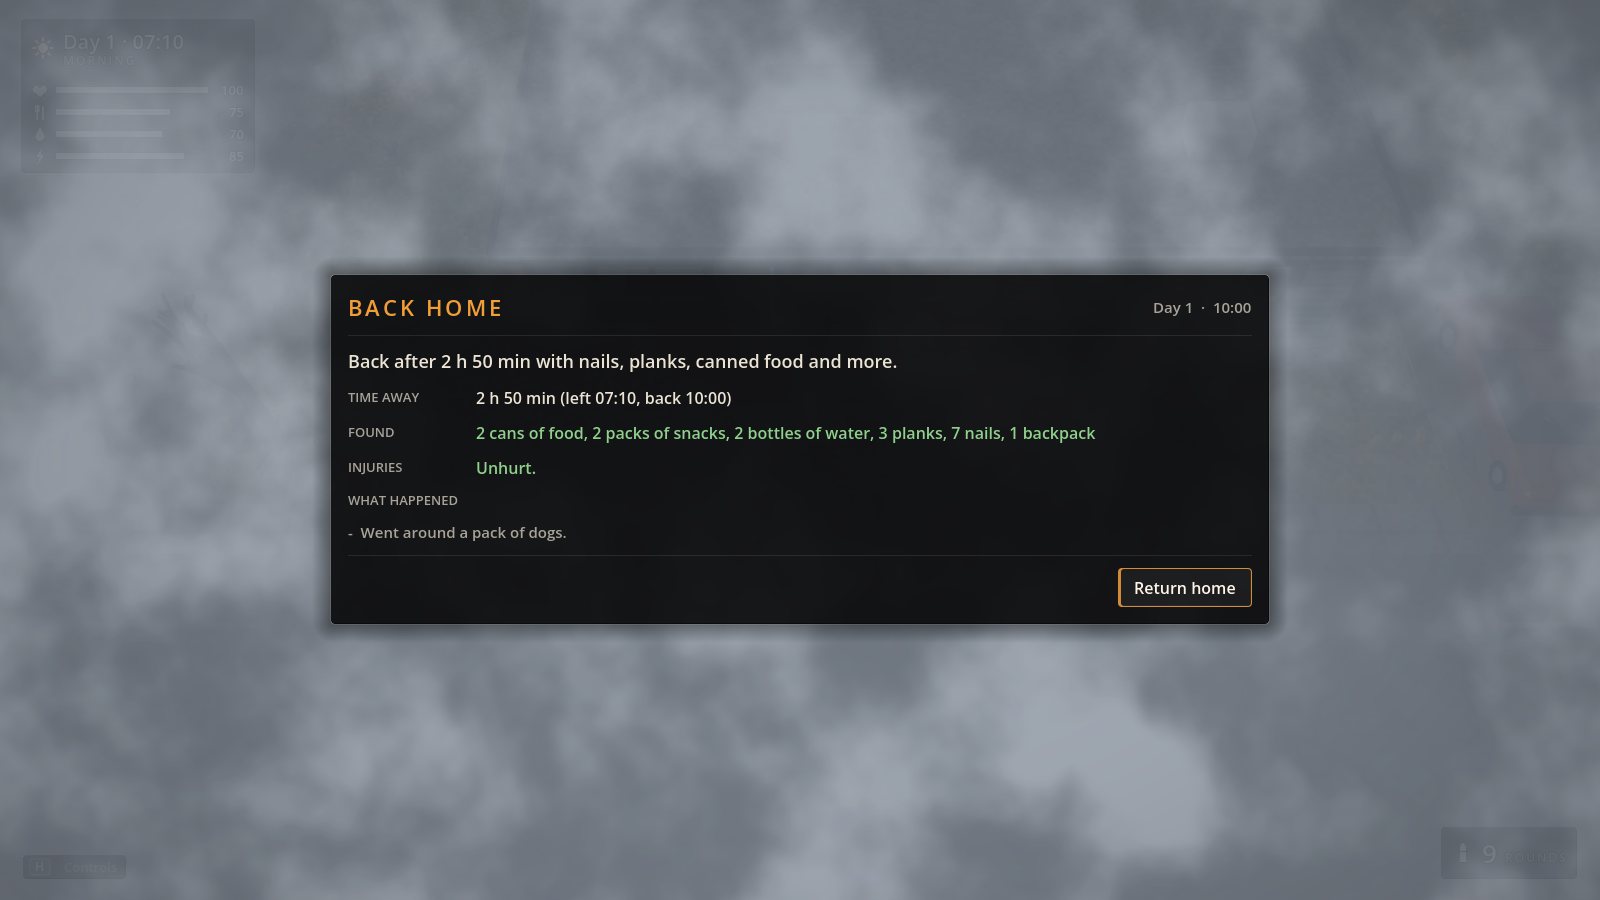 Day 1 · 07:10
MORNING
100
75
70
85
BACK HOME
Day 1 · 10:00
Back after 2 h 50 min with nails, planks, canned food and more.
TIME AWAY 2 h 50 min (left 07:10, back 10:00)
FOUND 2 cans of food, 2 packs of snacks, 2 bottles of water, 3 planks, 7 nails, 1 backpack
INJURIES Unhurt.
WHAT HAPPENED
- Went around a pack of dogs.
Return home
H Controls
9 ROUNDS